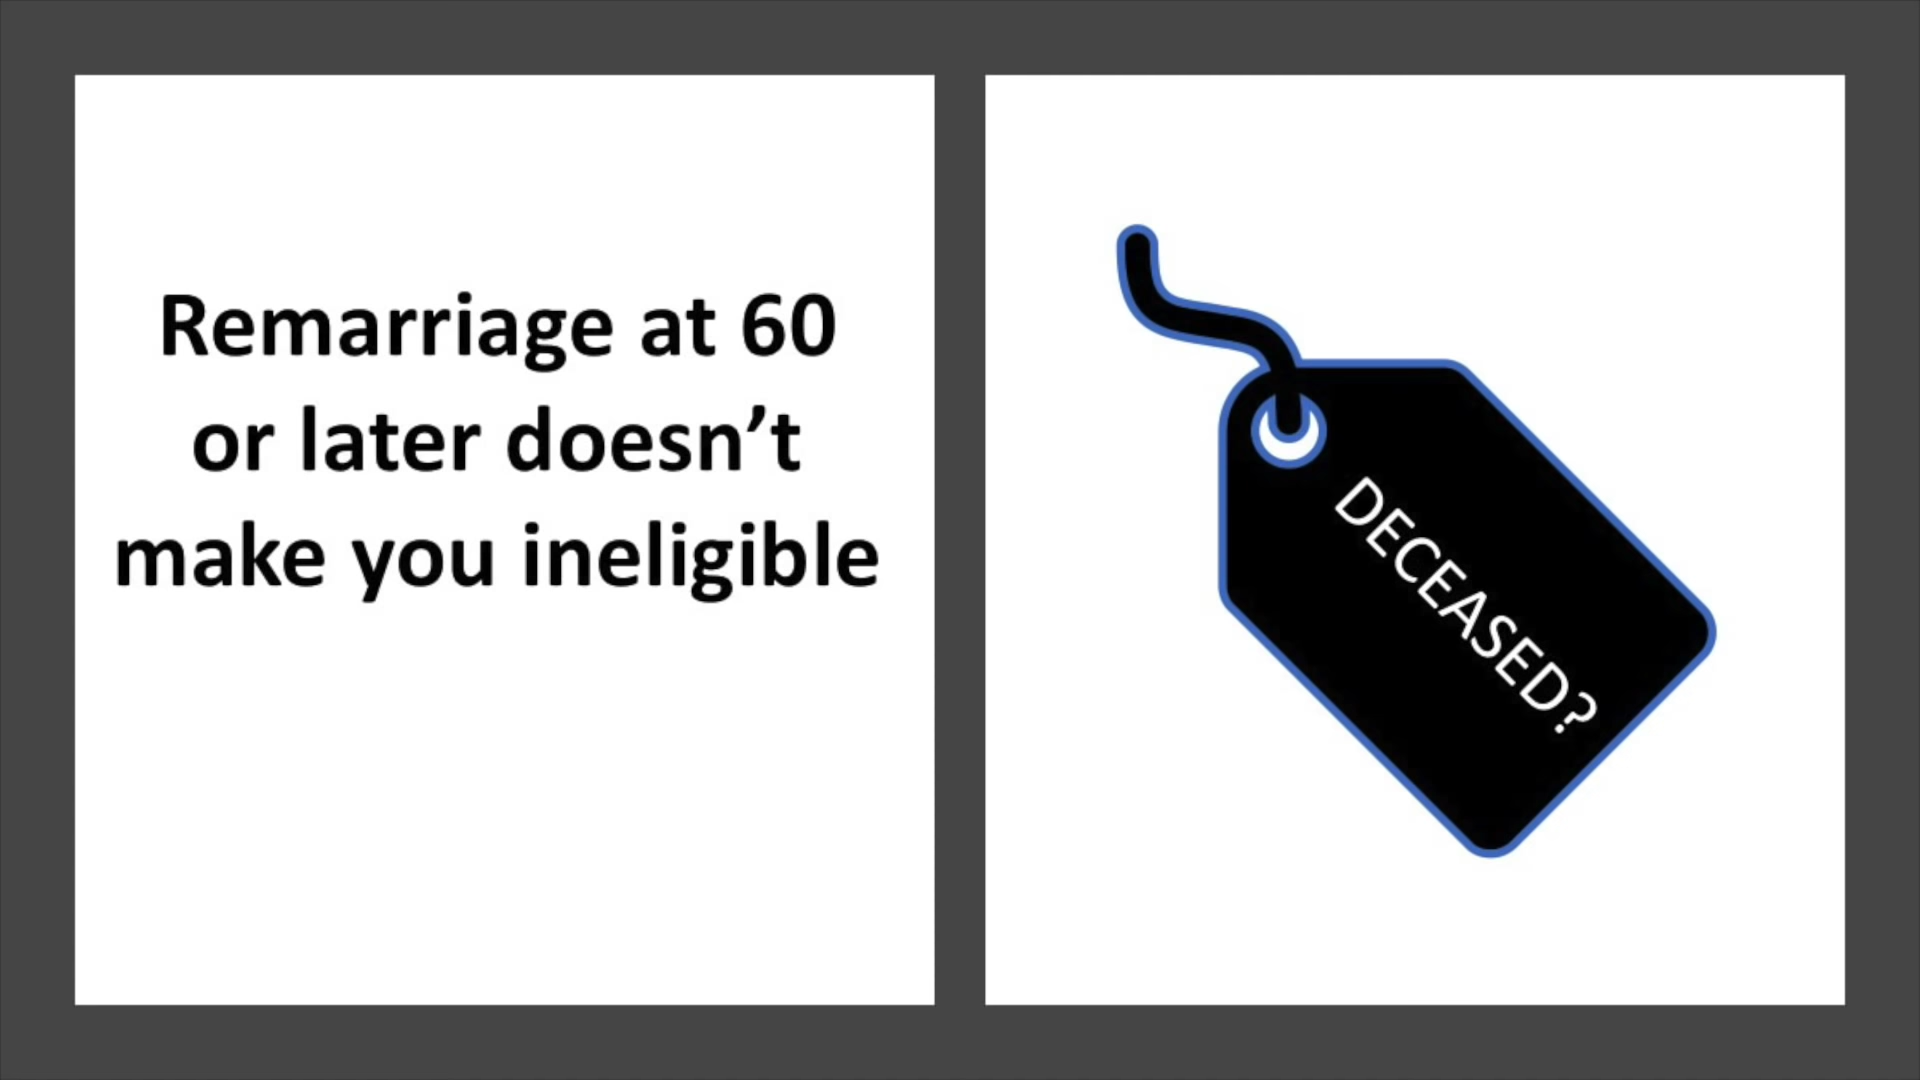 Remarriage at 60
or later doesn’t
make you ineligible
DECEASED?